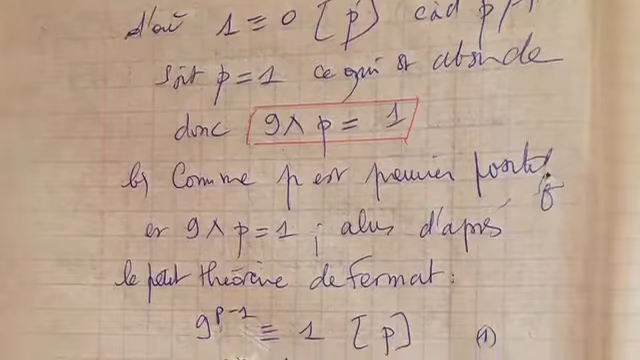 d'où 1 ≡ 0 [p] càd p/1
soit p = 1 ce qui est absurde
donc 9 ∧ p = 1
b) Comme p est premier positif
et 9 ∧ p = 1 ; alors d'après
le petit théorème de fermat :
9^{p-1} ≡ 1 [p] (1)